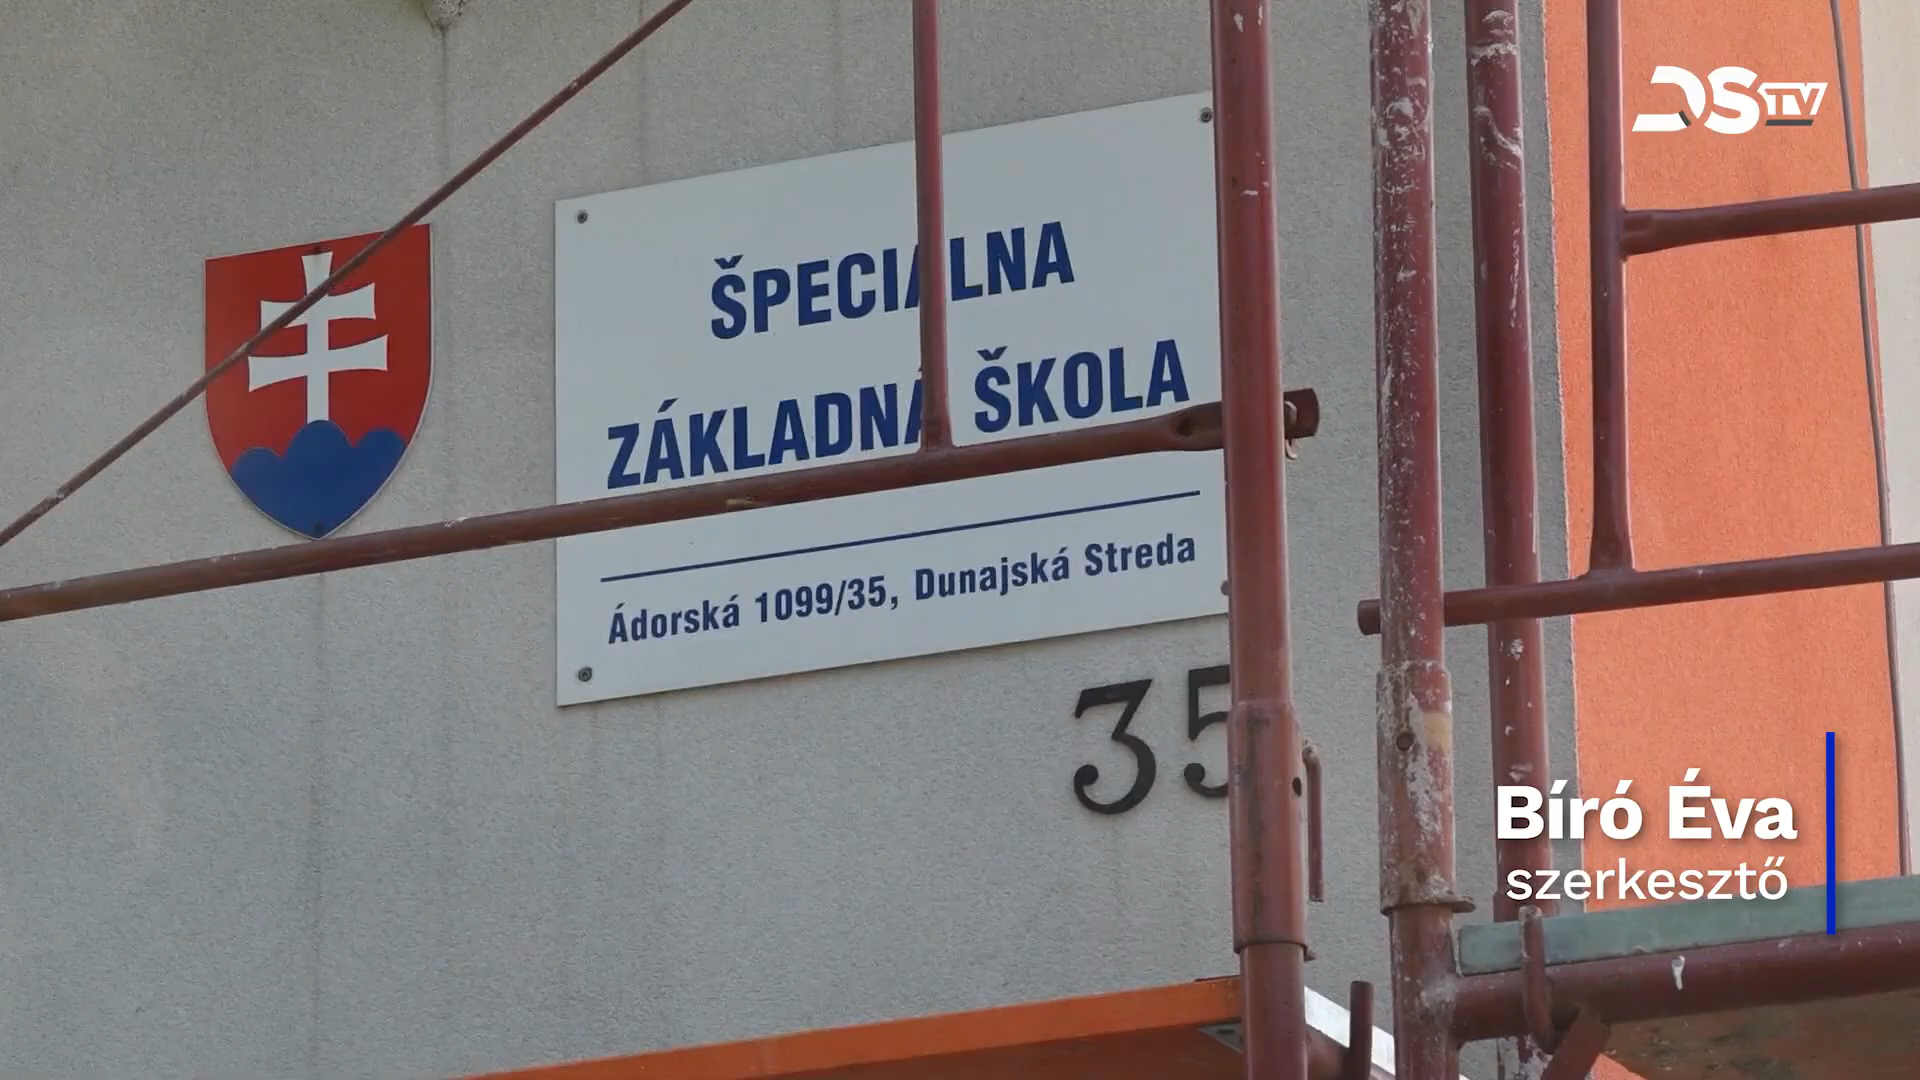 DSTV
ŠPECIÁLNA
ZÁKLADNÁ ŠKOLA
Ádorská 1099/35, Dunajská Streda
35
Bíró Éva
szerkesztő